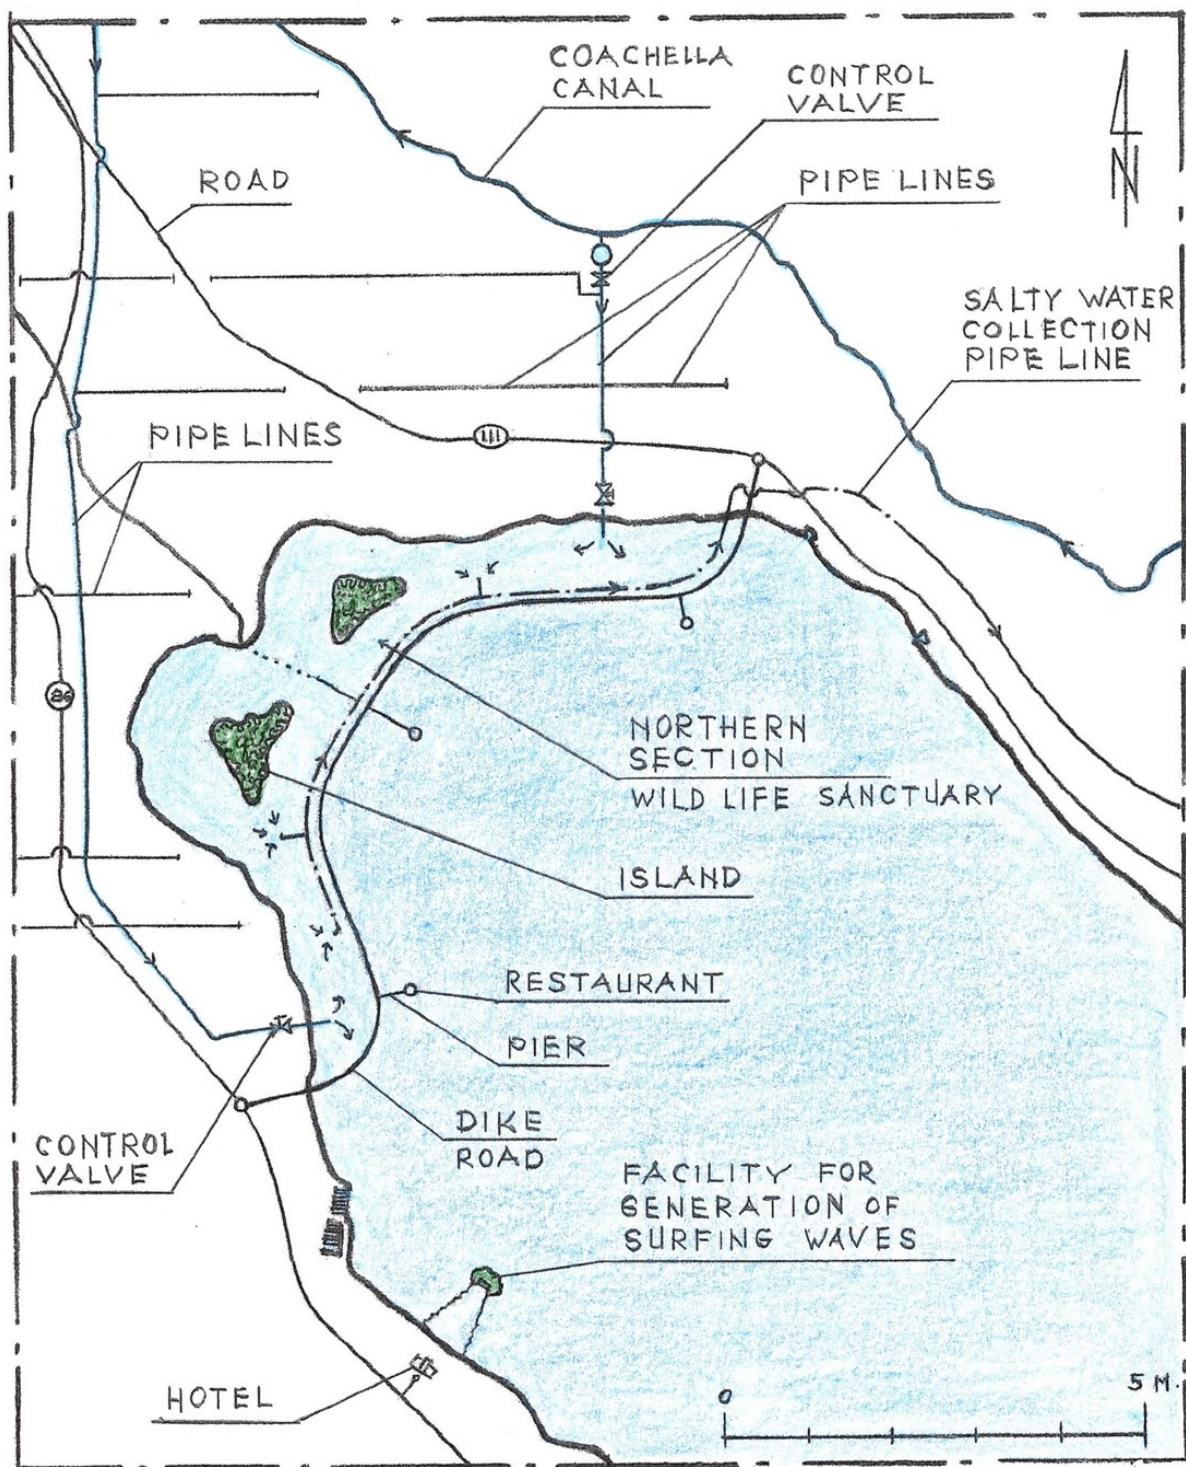 COACHELLA
CANAL
CONTROL
VALVE
N
ROAD
PIPE LINES
SALTY WATER
COLLECTION
PIPE LINE
PIPE LINES
111
86
NORTHERN
SECTION
WILD LIFE SANCTUARY
ISLAND
RESTAURANT
PIER
DIKE
ROAD
CONTROL
VALVE
FACILITY FOR
GENERATION OF
SURFING WAVES
HOTEL
0 5 M.